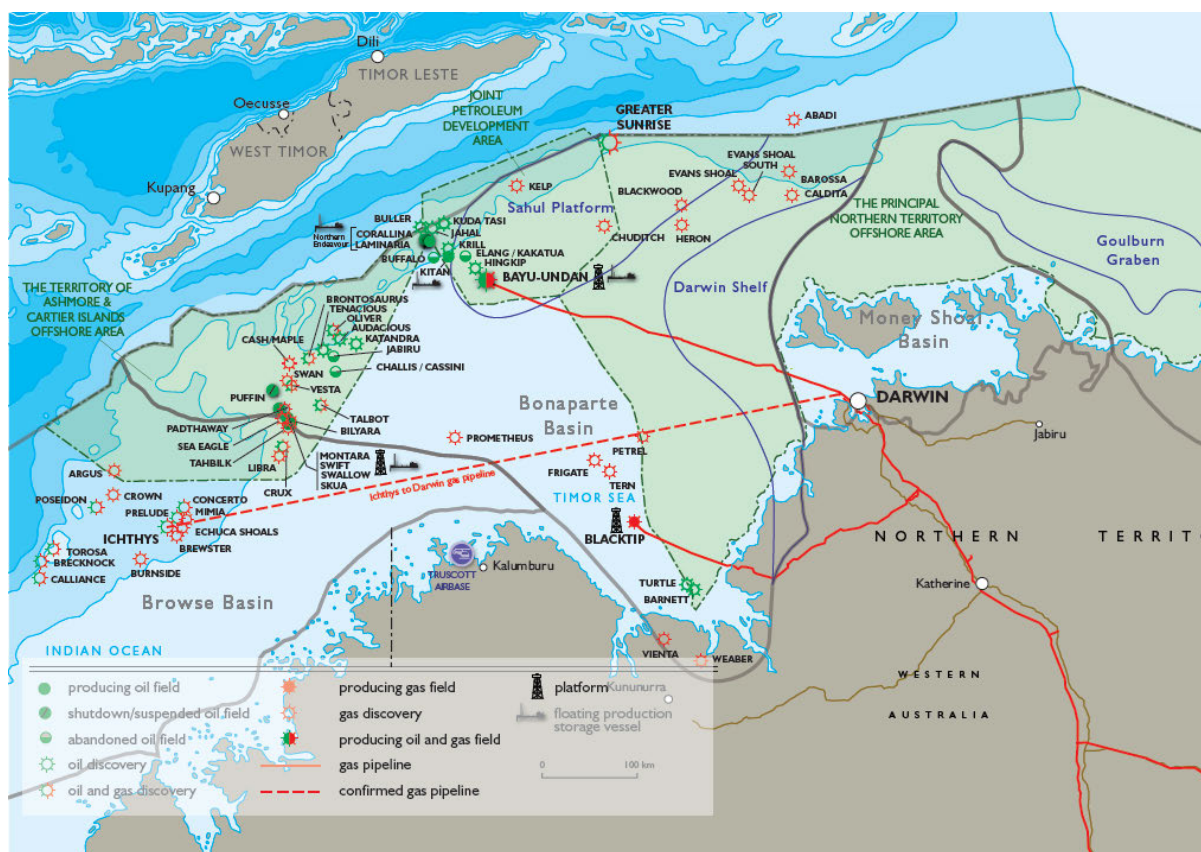 Dili
TIMOR LESTE
Oecusse
WEST TIMOR
Kupang
JOINT
PETROLEUM
DEVELOPMENT
AREA
GREATER
SUNRISE
ABADI
EVANS SHOAL
EVANS SHOAL
SOUTH
BAROSSA
CALDITA
KELP
BLACKWOOD
Sahul Platform
HERON
CHUDITCH
THE PRINCIPAL
NORTHERN TERRITORY
OFFSHORE AREA
Goulburn
Graben
BULLER
KUDA TASI
Northern
Endeavour
CORALLINA
JAHAL
LAMINARIA
KRILL
BUFFALO
ELANG / KAKATUA
KITAN
HINGKIP
BAYU-UNDAN
Darwin Shelf
Money Shoal
Basin
THE TERRITORY OF
ASHMORE &
CARTIER ISLANDS
OFFSHORE AREA
BRONTOSAURUS
TENACIOUS
OLIVER
AUDACIOUS
CASH/MAPLE
KATANDRA
JABIRU
SWAN
CHALLIS / CASSINI
VESTA
PUFFIN
TALBOT
PADTHAWAY
BILYARA
SEA EAGLE
TAHBILK
LIBRA
MONTARA
SWIFT
SWALLOW
SKUA
CRUX
Bonaparte
Basin
PROMETHEUS
PETREL
FRIGATE
TERN
TIMOR SEA
BLACKTIP
DARWIN
Jabiru
ARGUS
POSEIDON
CROWN
CONCERTO
PRELUDE
MIMIA
ICHTHYS
ECHUCA SHOALS
BREWSTER
Ichthys to Darwin gas pipeline
TOROSA
BRECKNOCK
CALLIANCE
BURNSIDE
Browse Basin
TRUSCOTT
AIRBASE
Kalumburu
TURTLE
BARNETT
VIENTA
WEABER
Kununurra
NORTHERN TERRITO
Katherine
WESTERN
AUSTRALIA
INDIAN OCEAN
producing oil field
shutdown/suspended oil field
abandoned oil field
oil discovery
oil and gas discovery
producing gas field
gas discovery
producing oil and gas field
gas pipeline
confirmed gas pipeline
platform
floating production
storage vessel
0 100 km